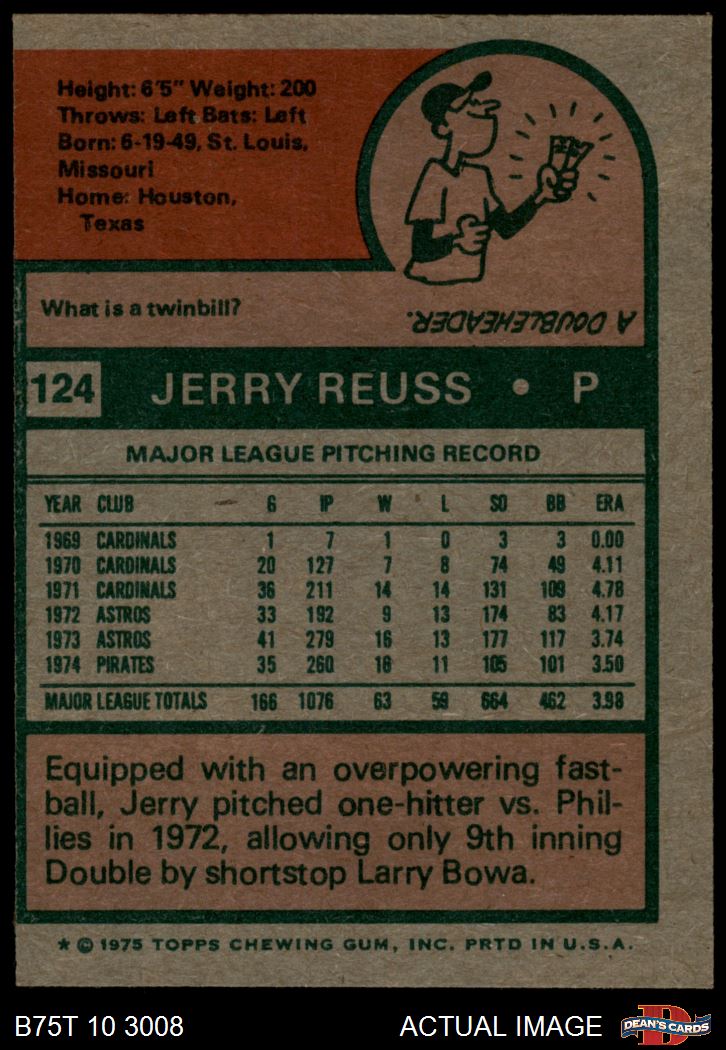 Height: 6'5" Weight: 200
Throws: Left Bats: Left
Born: 6-19-49, St. Louis,
Missouri
Home: Houston,
Texas
What is a twinbill?
A DOUBLEHEADER.
124 JERRY REUSS • P
MAJOR LEAGUE PITCHING RECORD
YEAR CLUB G IP W L SO BB ERA
1969 CARDINALS 1 7 1 0 3 3 0.00
1970 CARDINALS 20 127 7 8 74 49 4.11
1971 CARDINALS 36 211 14 14 131 109 4.78
1972 ASTROS 33 192 9 13 174 83 4.17
1973 ASTROS 41 279 16 13 177 117 3.74
1974 PIRATES 35 260 16 11 105 101 3.50
MAJOR LEAGUE TOTALS 166 1076 63 59 664 462 3.98
Equipped with an overpowering fast-
ball, Jerry pitched one-hitter vs. Phil-
lies in 1972, allowing only 9th inning
Double by shortstop Larry Bowa.
* © 1975 TOPPS CHEWING GUM, INC. PRTD IN U.S.A.
B75T 10 3008 ACTUAL IMAGE D DEAN'S CARDS